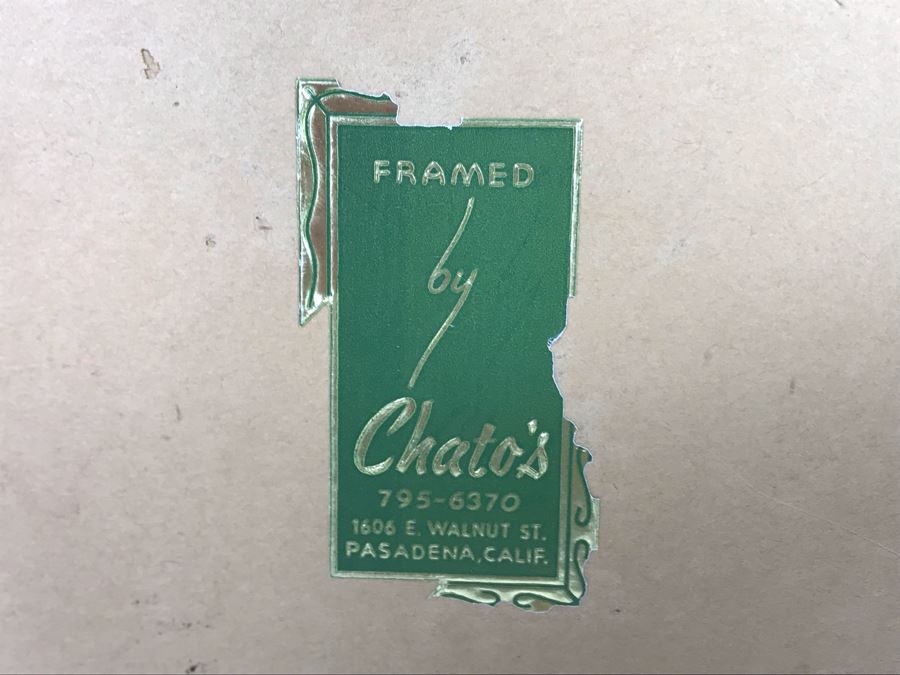 FRAMED
by
Chato's
795-6370
1606 E. WALNUT ST.
PASADENA, CALIF.